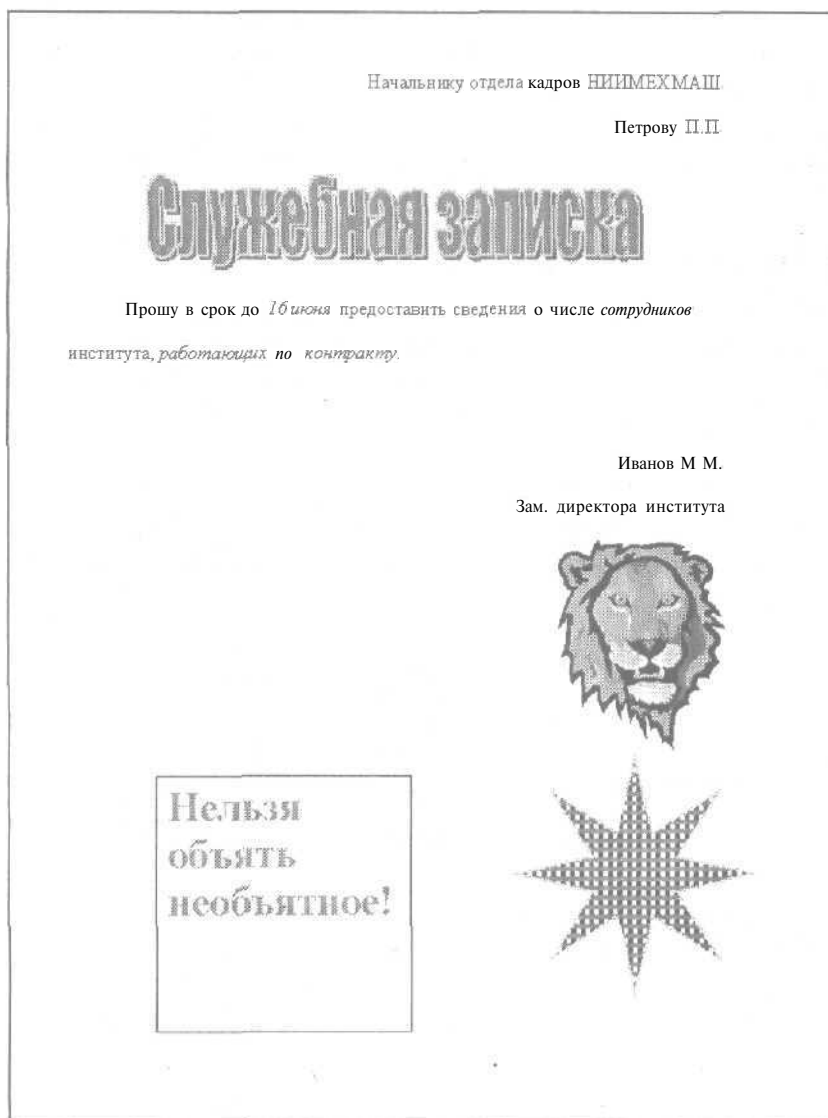 Начальнику отдела кадров НИИМЕХМАШ
Петрову П.П.
Служебная записка
Прошу в срок до 16 июня предоставить сведения о числе сотрудников
института, работающих по контракту.
Иванов М М.
Зам. директора института
Нельзя
объять
необъятное!